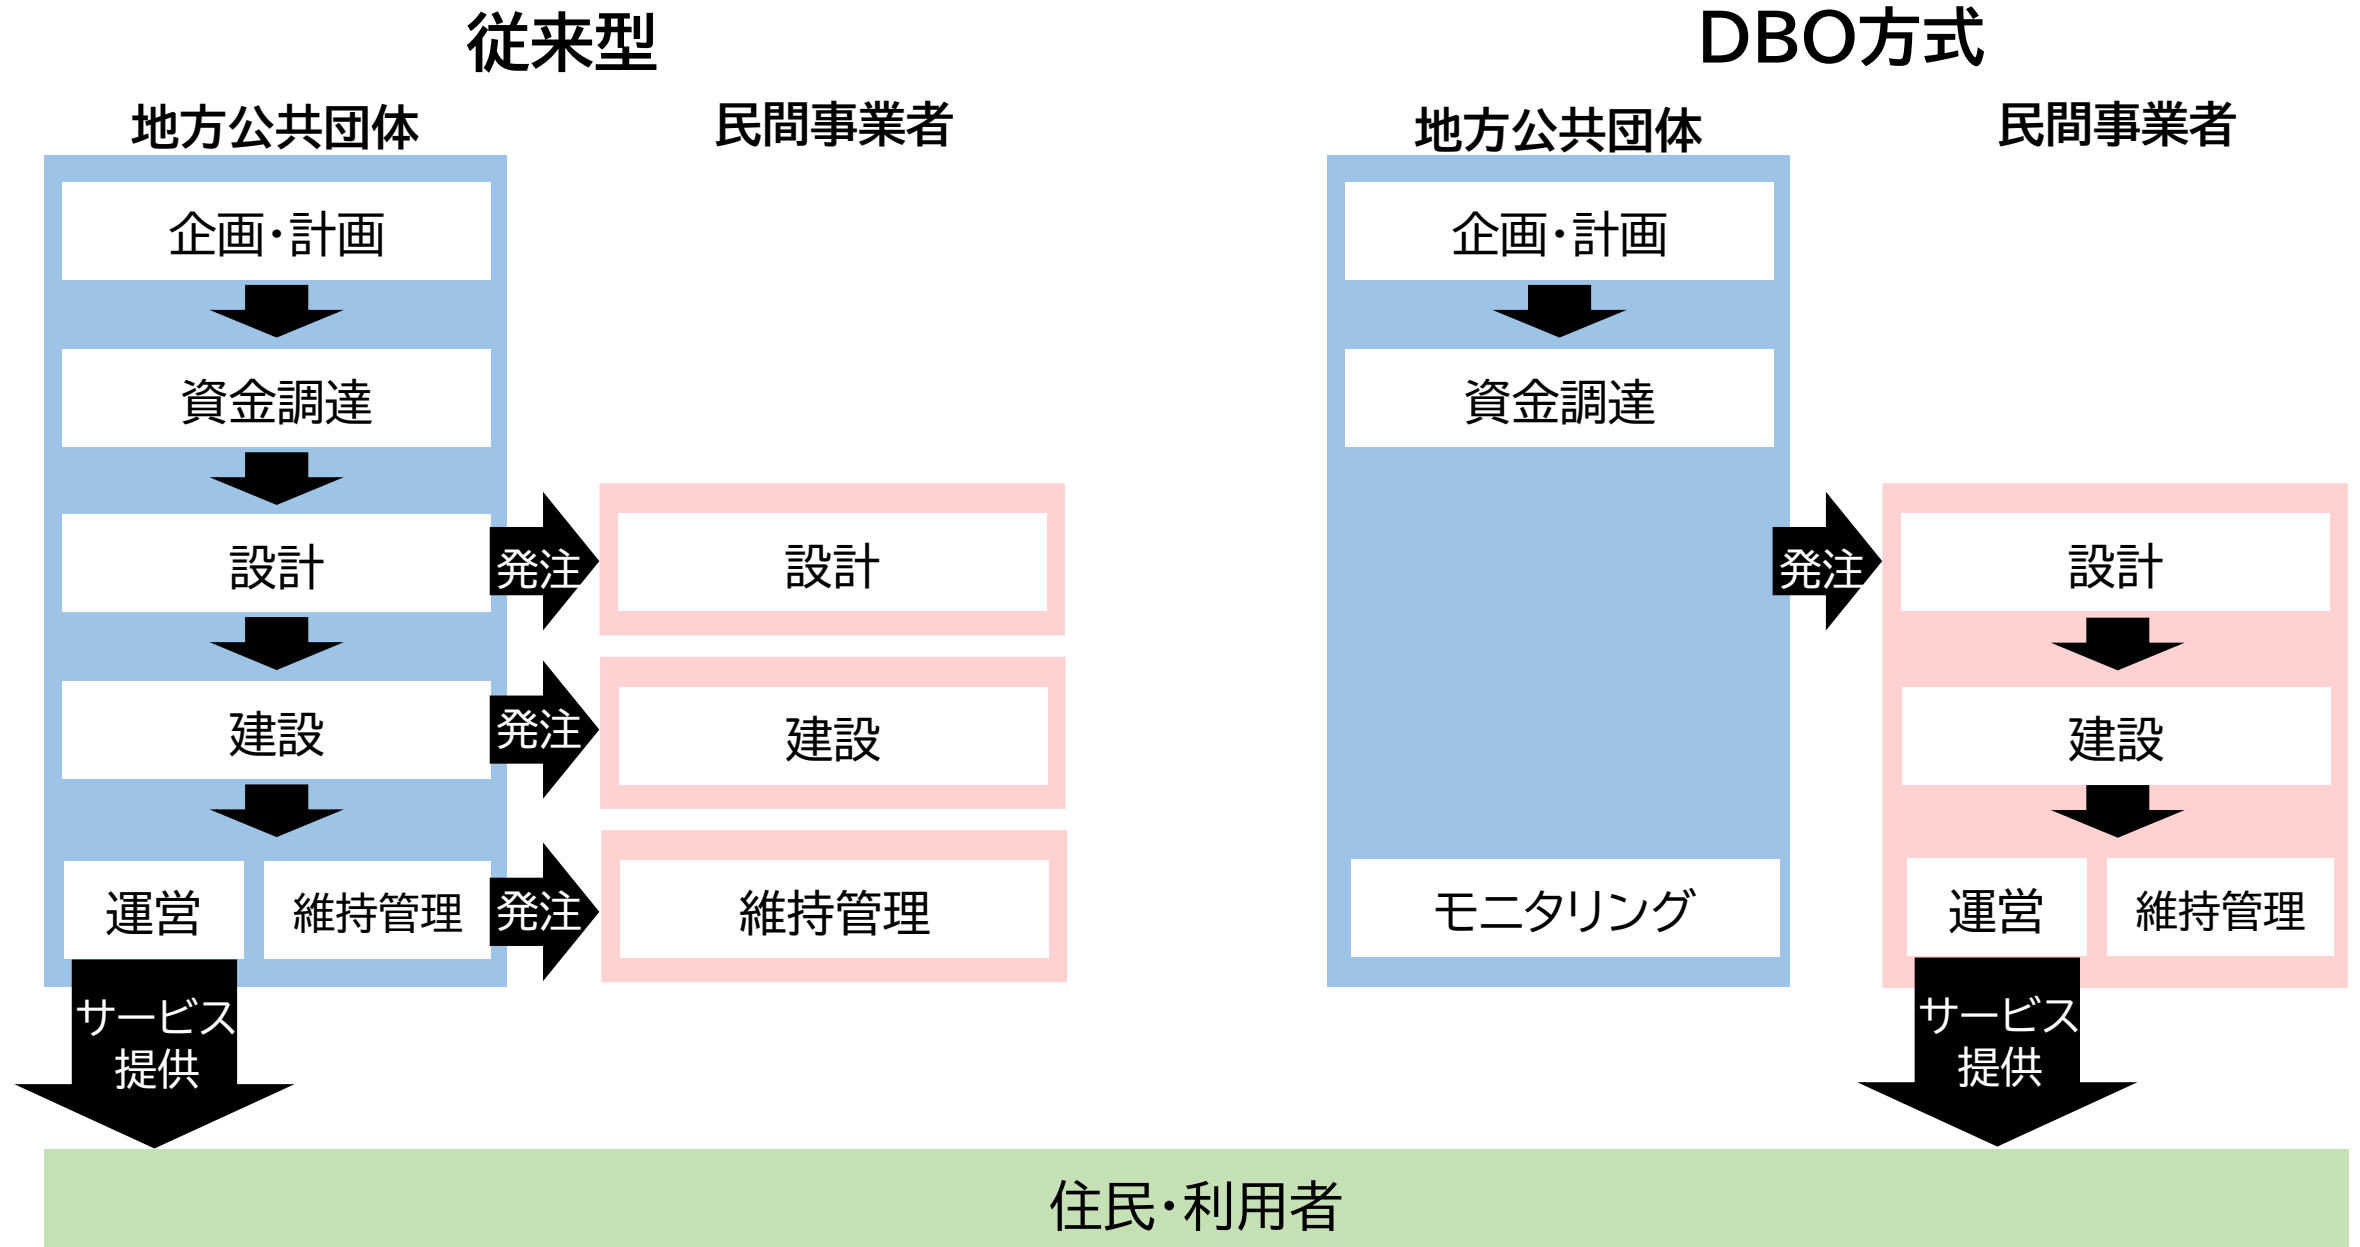 従来型
地方公共団体
民間事業者
企画・計画
資金調達
設計
発注
設計
建設
発注
建設
運営
維持管理
発注
維持管理
サービス
提供
DBO方式
地方公共団体
民間事業者
企画・計画
資金調達
発注
設計
建設
モニタリング
運営
維持管理
サービス
提供
住民・利用者